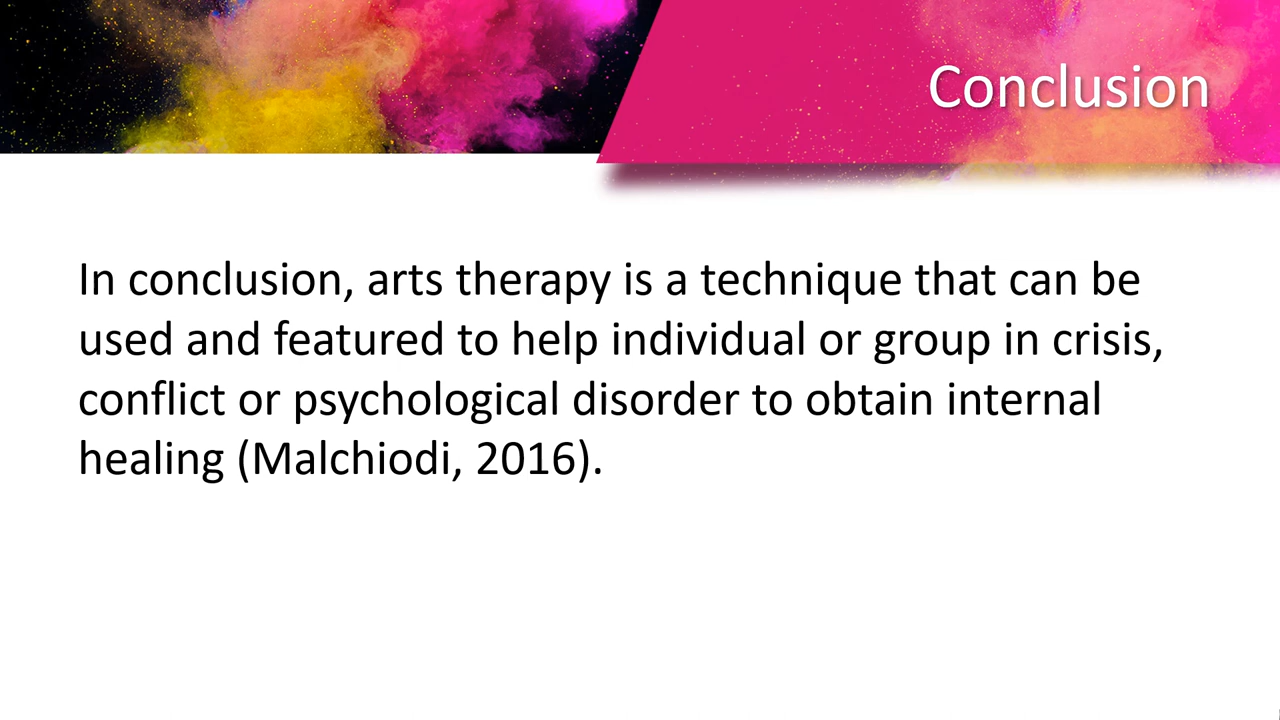 Conclusion
In conclusion, arts therapy is a technique that can be
used and featured to help individual or group in crisis,
conflict or psychological disorder to obtain internal
healing (Malchiodi, 2016).